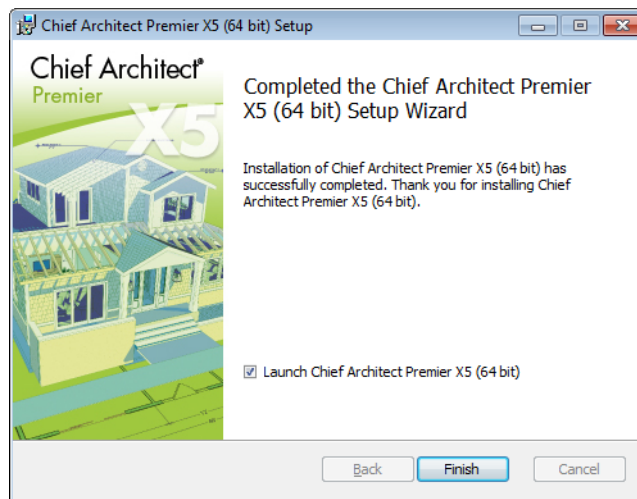 Chief Architect Premier X5 (64 bit) Setup
Chief Architect®
Premier
X5
Completed the Chief Architect Premier
X5 (64 bit) Setup Wizard
Installation of Chief Architect Premier X5 (64 bit) has
successfully completed. Thank you for installing Chief
Architect Premier X5 (64 bit).
Launch Chief Architect Premier X5 (64 bit)
Back
Finish
Cancel